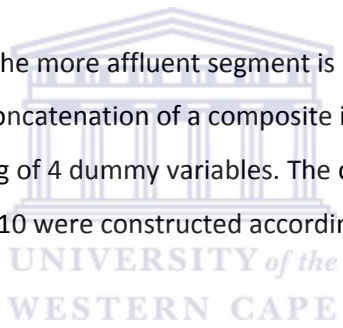 he more affluent segment is
oncatenation of a composite i
g of 4 dummy variables. The
10 were constructed accordin
UNIVERSITY of the
WESTERN CAPE